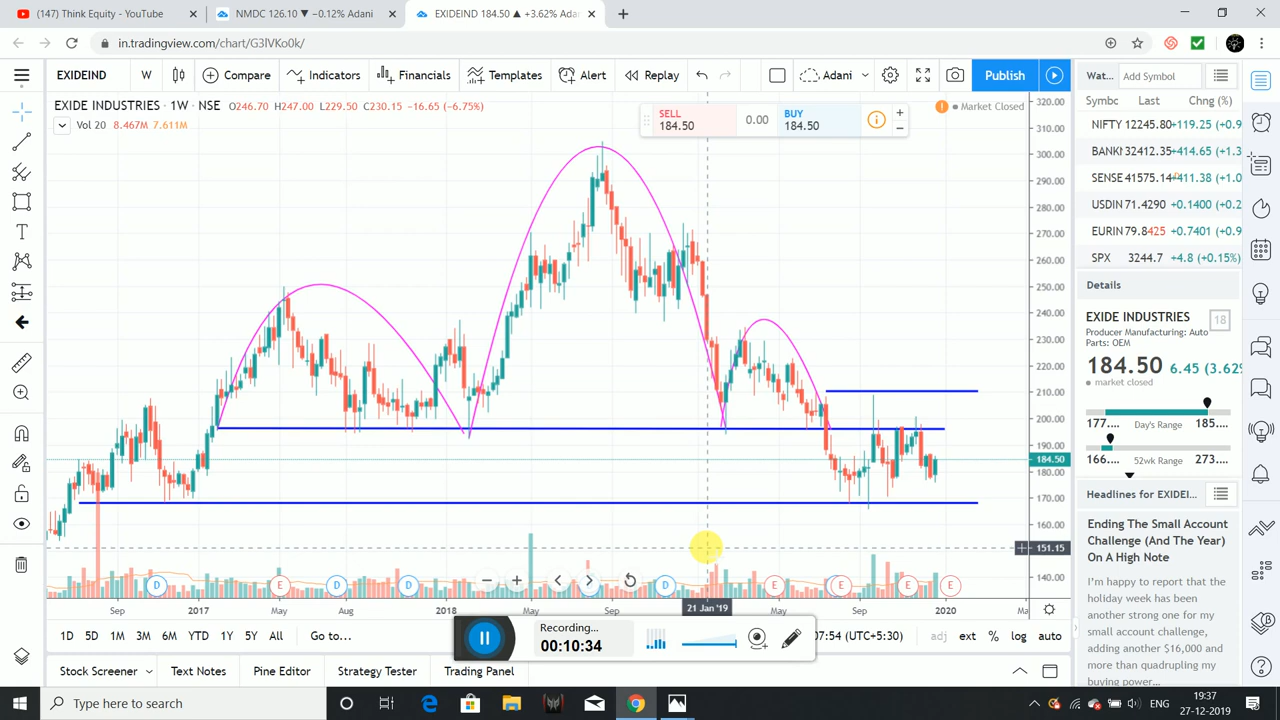 (147) Think Equity - YouTube
NMDC 126.10 ▼ −0.12% Adani
EXIDEIND 184.50 ▲ +3.62% Adani
in.tradingview.com/chart/G3lVKo0k/
EXIDEIND W Compare Indicators Financials Templates Alert Replay Adani Publish
EXIDE INDUSTRIES · 1W · NSE O246.70 H247.00 L229.50 C230.15 −16.65 (−6.75%)
Vol 20 8.467M 7.611M
SELL
184.50
0.00
BUY
184.50
Market Closed
320.00
310.00
300.00
290.00
280.00
270.00
260.00
250.00
240.00
230.00
220.00
210.00
200.00
190.00
184.50
180.00
170.00
160.00
151.15
140.00
D E D D D E E E E
Sep 2017 May Aug 2018 May Sep 21 Jan '19 May Sep 2020
1D 5D 1M 3M 6M YTD 1Y 5Y All Go to...
07:54 (UTC+5:30) adj ext % log auto
Stock Screener Text Notes Pine Editor Strategy Tester Trading Panel
Recording...
00:10:34
Wat... Add Symbol
Symbc Last Chng (%)
NIFTY 12245.80 +119.25 (+0.9
BANKI 32412.35 +414.65 (+1.3
SENSE 41575.14 +411.38 (+1.0
USDIN 71.4290 +0.1400 (+0.2
EURIN 79.8425 +0.7401 (+0.9
SPX 3244.7 +4.8 (+0.15%)
Details
EXIDE INDUSTRIES 18
Producer Manufacturing: Auto
Parts: OEM
184.50 6.45 (3.62%
market closed
177.... Day's Range 185....
166.... 52wk Range 273....
Headlines for EXIDEI...
Ending The Small Account
Challenge (And The Year)
On A High Note
I'm happy to report that the
holiday week has been
another strong one for my
small account challenge,
adding another $16,000 and
more than quadrupling my
buying power...
Type here to search
ENG
19:37
27-12-2019